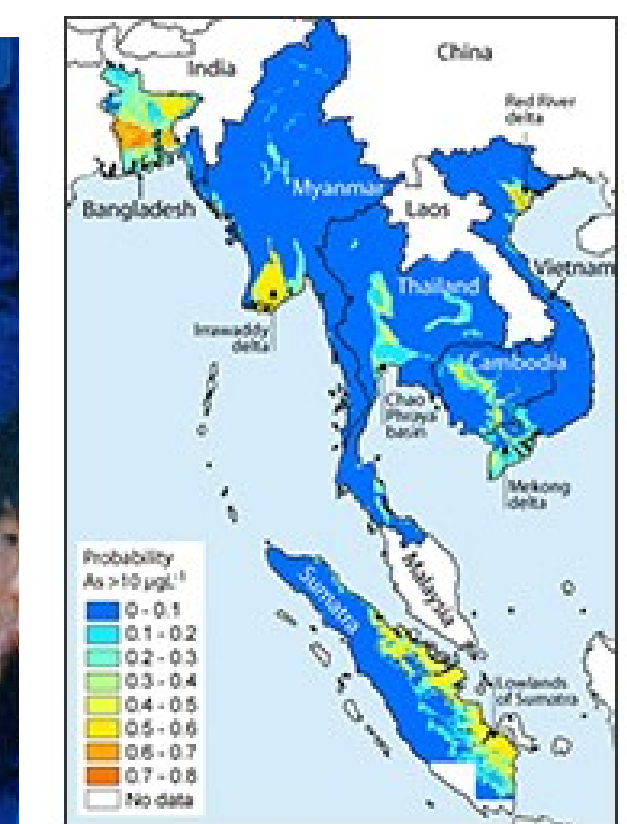 China
India
Red River
delta
Myanmar
Laos
Bangladesh
Vietnam
Thailand
Irrawaddy
delta
Cambodia
Chao
Phraya
basin
Mekong
delta
Malaysia
Sumatra
Lowlands
of Sumatra
Probability
As >10 µgL⁻¹
0 - 0.1
0.1 - 0.2
0.2 - 0.3
0.3 - 0.4
0.4 - 0.5
0.5 - 0.6
0.6 - 0.7
0.7 - 0.8
No data